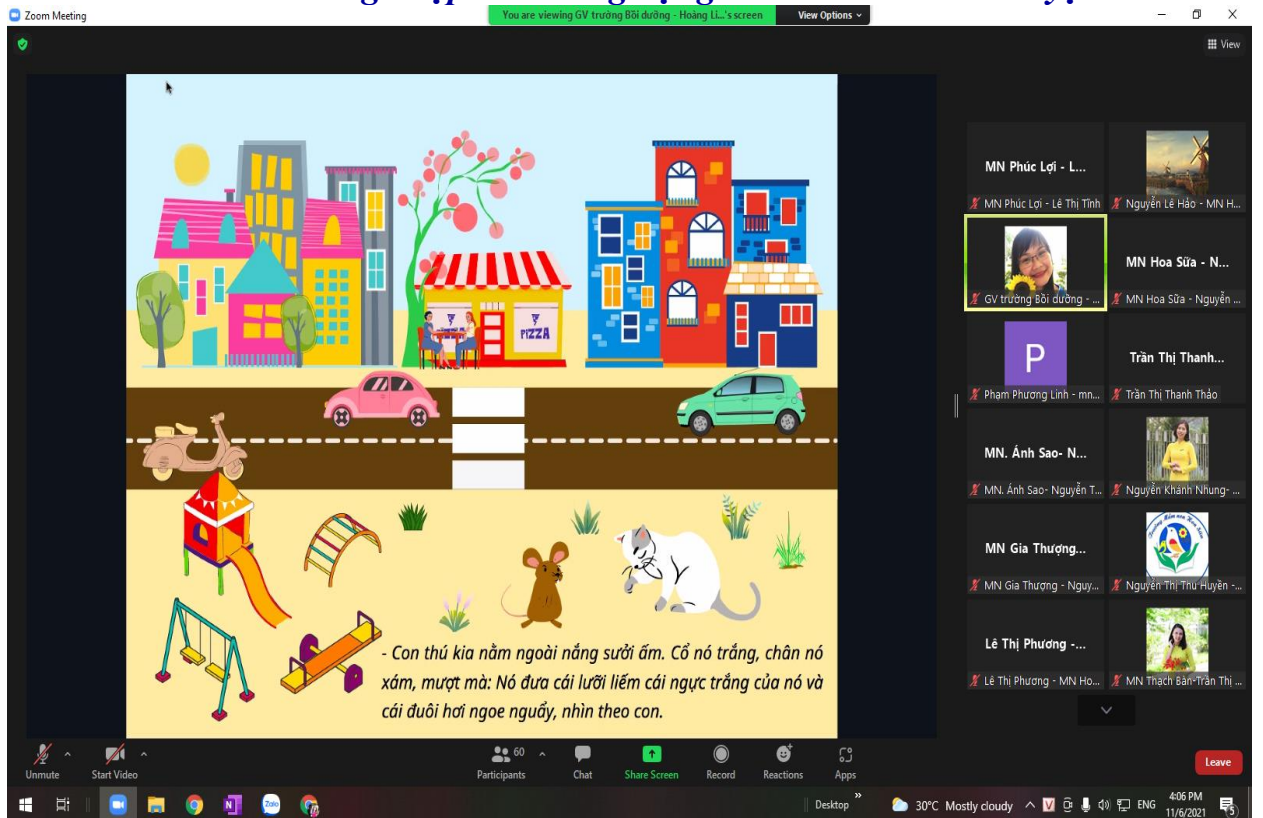 Zoom Meeting
You are viewing GV trường Bồi dưỡng - Hoàng Li...'s screen
View Options
View
PIZZA
- Con thú kia nằm ngoài nắng sưởi ấm. Cổ nó trắng, chân nó
xám, mượt mà: Nó đưa cái lưỡi liếm cái ngực trắng của nó và
cái đuôi hơi ngoe nguẩy, nhìn theo con.
MN Phúc Lợi - L...
MN Phúc Lợi - Lê Thị Tĩnh
Nguyễn Lê Hảo - MN H...
GV trường Bồi dưỡng - ...
MN Hoa Sữa - N...
MN Hoa Sữa - Nguyễn ...
P
Phạm Phương Linh - mn...
Trần Thị Thanh...
Trần Thị Thanh Thảo
MN. Ánh Sao- N...
MN. Ánh Sao- Nguyễn T...
Nguyễn Khánh Nhung- ...
MN Gia Thượng...
MN Gia Thượng - Nguy...
Nguyễn Thị Thu Huyền -...
Lê Thị Phương -...
Lê Thị Phương - MN Ho...
MN Thạch Bàn-Trần Thị ...
Unmute
Start Video
60
Participants
Chat
Share Screen
Record
Reactions
Apps
Leave
Zalo
Desktop
30°C Mostly cloudy
V
ENG
4:06 PM
11/6/2021
5